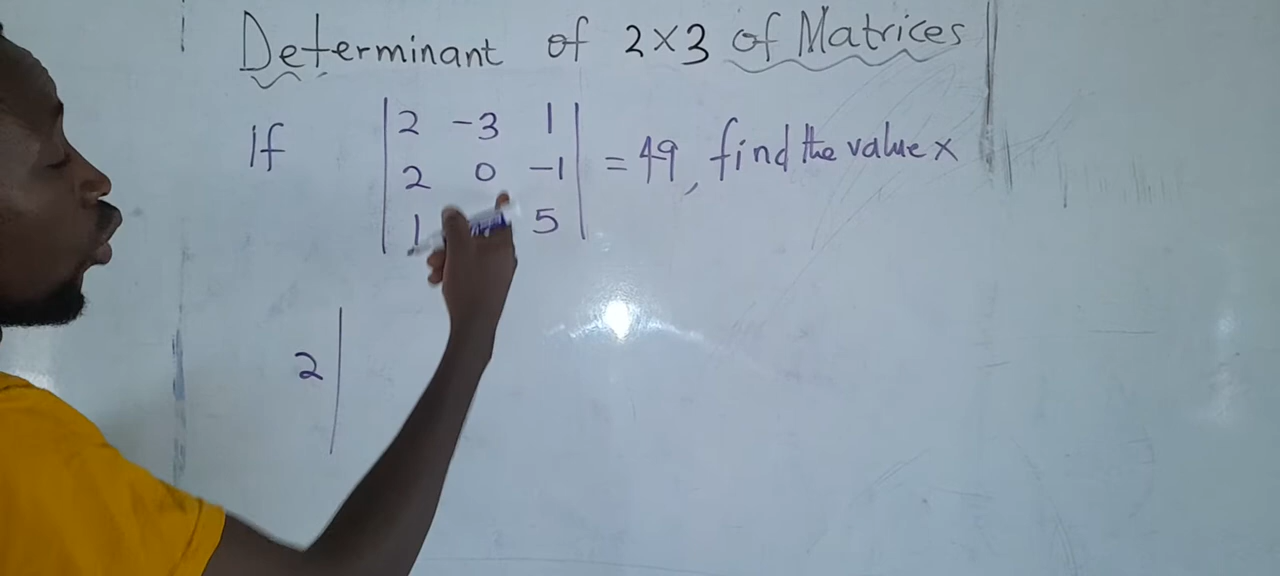 Determinant of 2×3 of Matrices
If |2 -3 1| = 49, find the value x
|2 0 -1|
|1 5|
2|